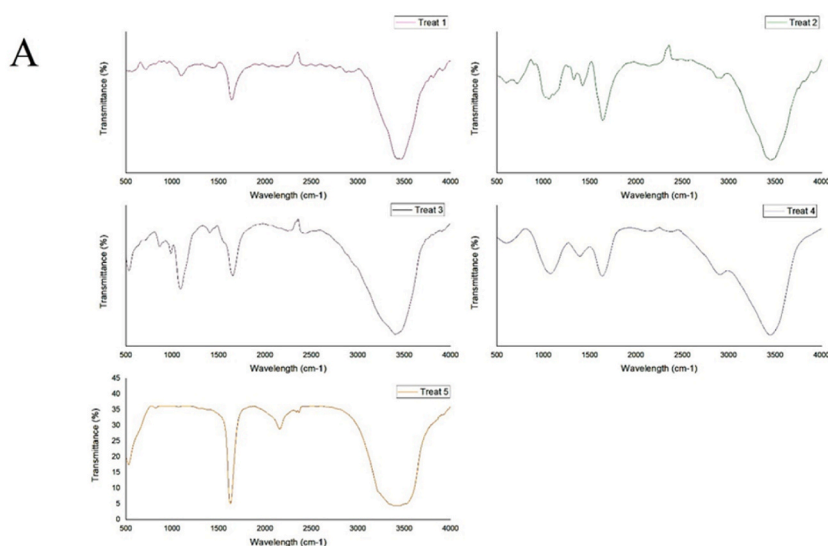 A
Treat 1
Transmittance (%)
500 1000 1500 2000 2500 3000 3500 4000
Wavelength (cm-1)
Treat 2
Transmittance (%)
500 1000 1500 2000 2500 3000 3500 4000
Wavelength (cm-1)
Treat 3
Transmittance (%)
500 1000 1500 2000 2500 3000 3500 4000
Wavelength (cm-1)
Treat 4
Transmittance (%)
500 1000 1500 2000 2500 3000 3500 4000
Wavelength (cm-1)
Treat 5
Transmittance (%)
45
40
35
30
25
20
15
10
5
0
500 1000 1500 2000 2500 3000 3500 4000
Wavelength (cm-1)